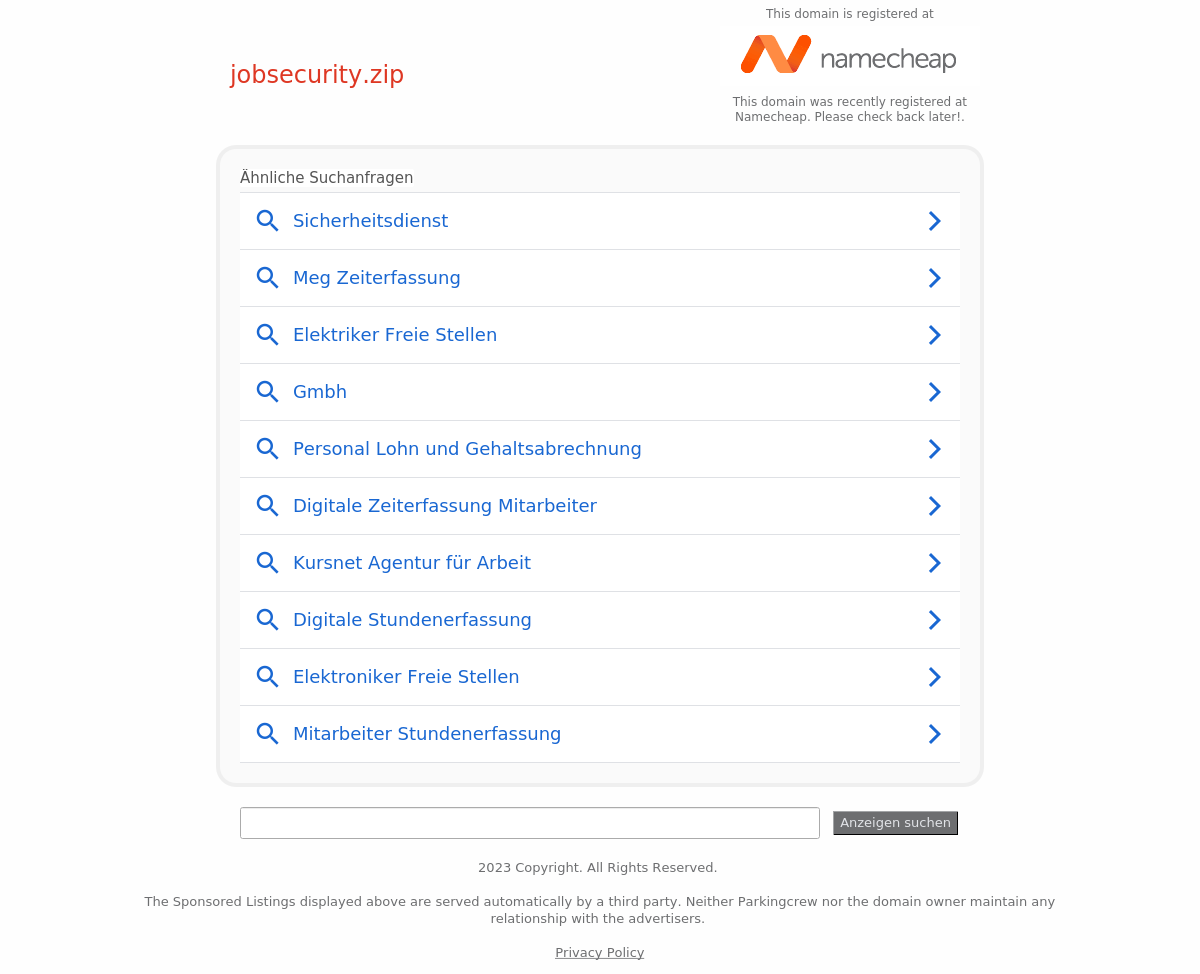 This domain is registered at
namecheap
jobsecurity.zip
This domain was recently registered at
Namecheap. Please check back later!.
Ähnliche Suchanfragen
Sicherheitsdienst
Meg Zeiterfassung
Elektriker Freie Stellen
Gmbh
Personal Lohn und Gehaltsabrechnung
Digitale Zeiterfassung Mitarbeiter
Kursnet Agentur für Arbeit
Digitale Stundenerfassung
Elektroniker Freie Stellen
Mitarbeiter Stundenerfassung
Anzeigen suchen
2023 Copyright. All Rights Reserved.
The Sponsored Listings displayed above are served automatically by a third party. Neither Parkingcrew nor the domain owner maintain any
relationship with the advertisers.
Privacy Policy